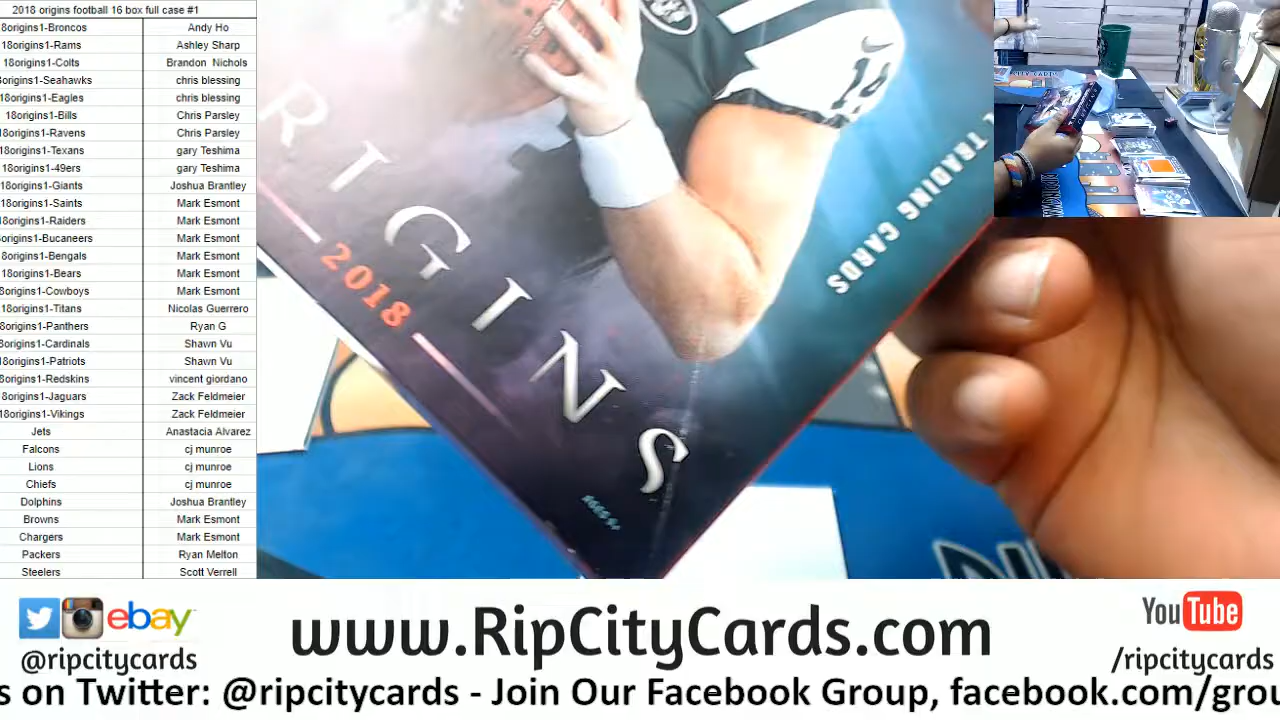 2018 origins football 16 box full case #1
8origins1-Broncos Andy Ho
18origins1-Rams Ashley Sharp
18origins1-Colts Brandon Nichols
8origins1-Seahawks chris blessing
18origins1-Eagles chris blessing
18origins1-Bills Chris Parsley
18origins1-Ravens Chris Parsley
18origins1-Texans gary Teshima
18origins1-49ers gary Teshima
18origins1-Giants Joshua Brantley
18origins1-Saints Mark Esmont
18origins1-Raiders Mark Esmont
origins1-Bucaneers Mark Esmont
8origins1-Bengals Mark Esmont
18origins1-Bears Mark Esmont
8origins1-Cowboys Mark Esmont
18origins1-Titans Nicolas Guerrero
8origins1-Panthers Ryan G
8origins1-Cardinals Shawn Vu
18origins1-Patriots Shawn Vu
8origins1-Redskins vincent giordano
18origins1-Jaguars Zack Feldmeier
18origins1-Vikings Zack Feldmeier
Jets Anastacia Alvarez
Falcons cj munroe
Lions cj munroe
Chiefs cj munroe
Dolphins Joshua Brantley
Browns Mark Esmont
Chargers Mark Esmont
Packers Ryan Melton
Steelers Scott Verrell
RIGINS
2018
TRADING CARDS
14
AGES 9+
ebay
@ripcitycards
www.RipCityCards.com
YouTube
/ripcitycards
s on Twitter: @ripcitycards - Join Our Facebook Group, facebook.com/grou